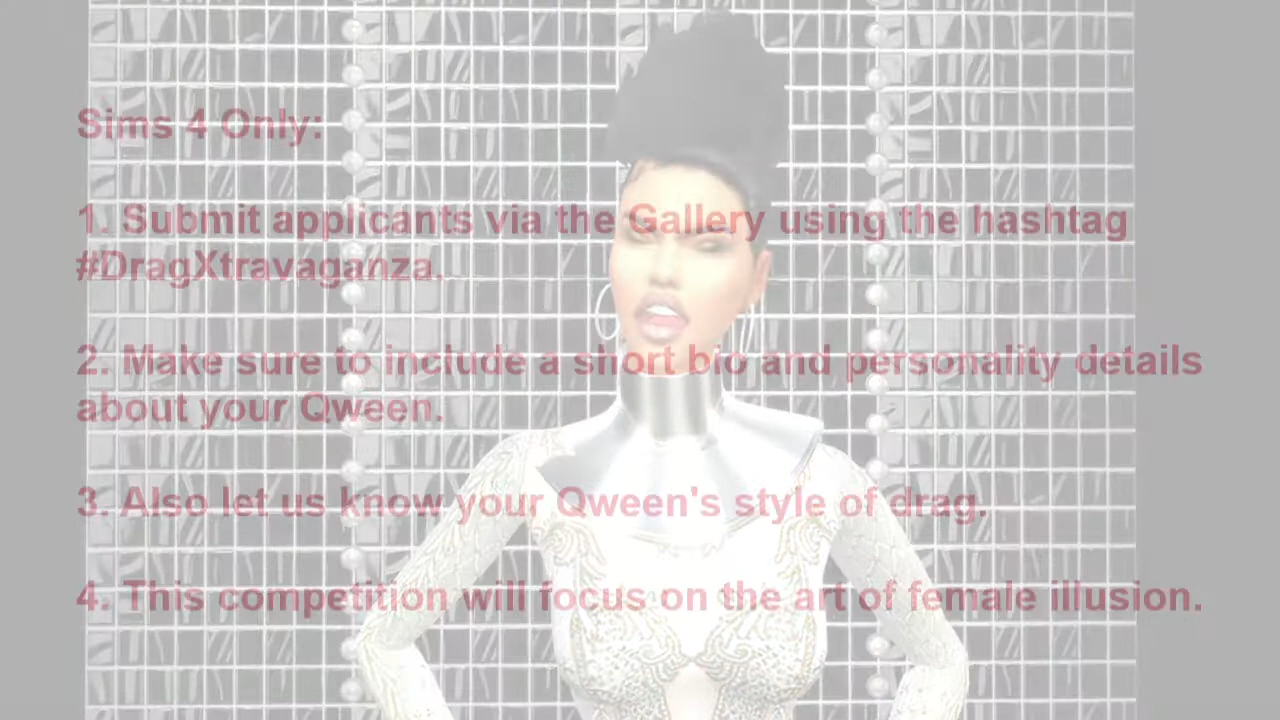 Sims 4 Only:
1. Submit applicants via the Gallery using the hashtag
#DragXtravaganza.
2. Make sure to include a short bio and personality details
about your Qween.
3. Also let us know your Qween's style of drag.
4. This competition will focus on the art of female illusion.